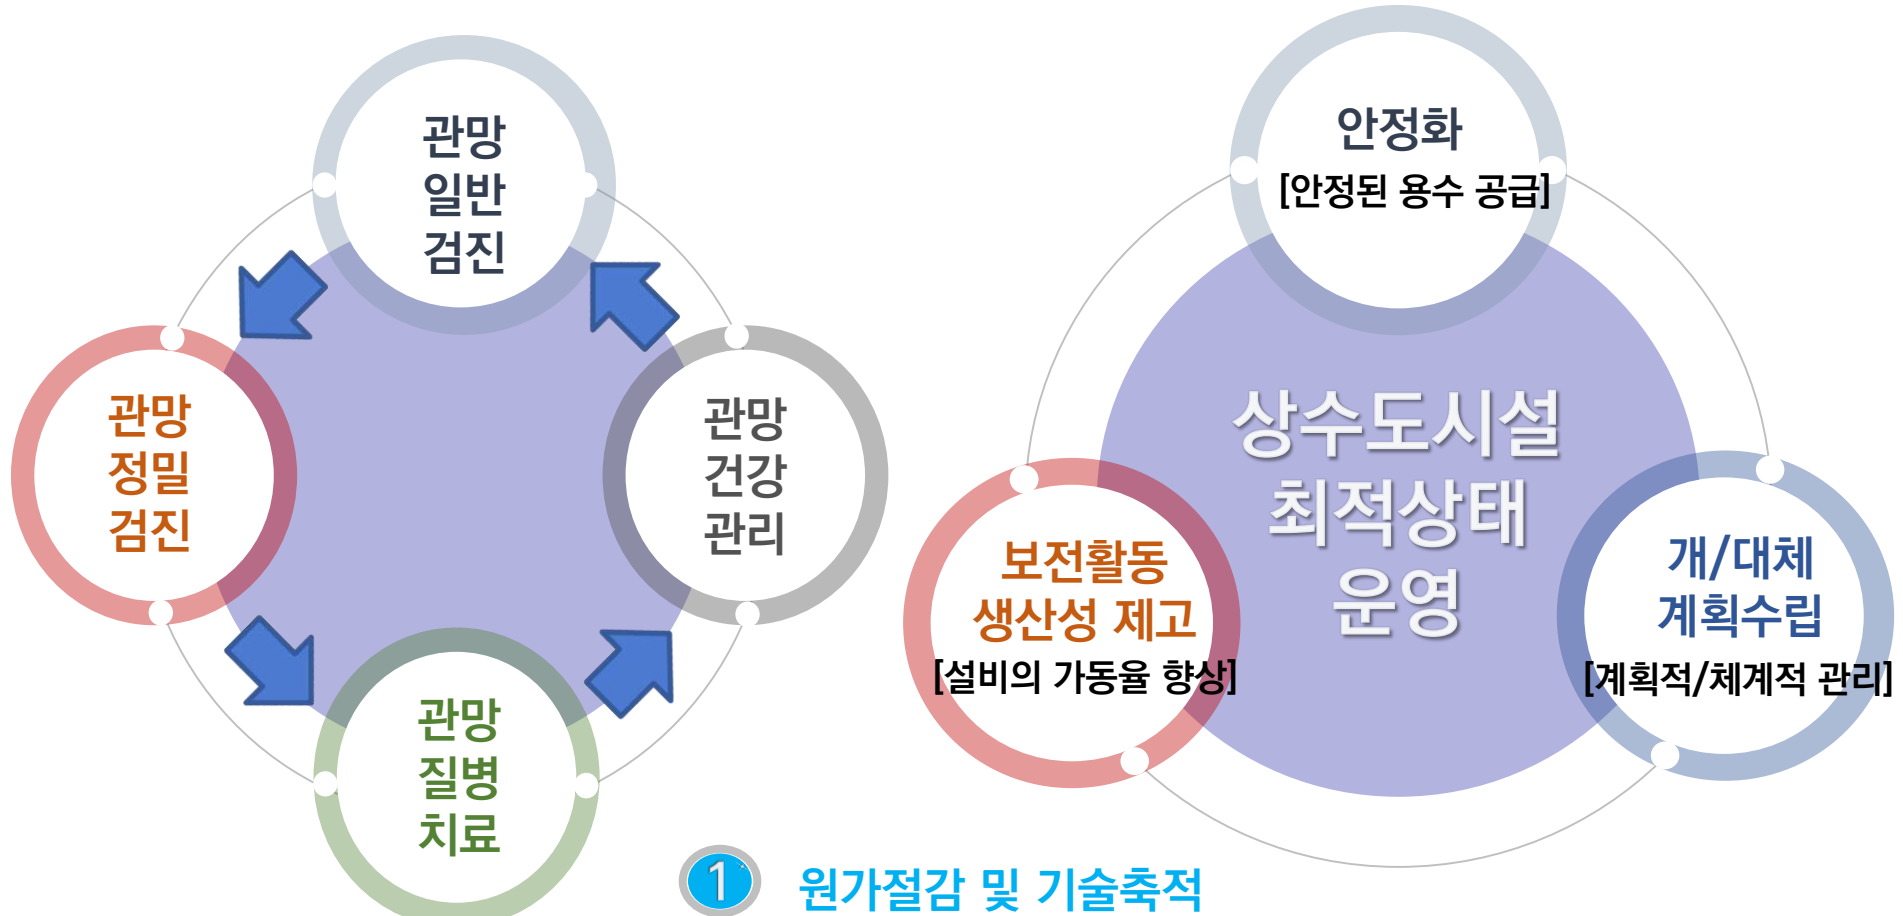 관망
일반
검진
관망
정밀
검진
관망
건강
관리
관망
질병
치료
안정화
[안정된 용수 공급]
상수도시설
최적상태
운영
보전활동
생산성 제고
[설비의 가동율 향상]
개/대체
계획수립
[계획적/체계적 관리]
1 원가절감 및 기술축적